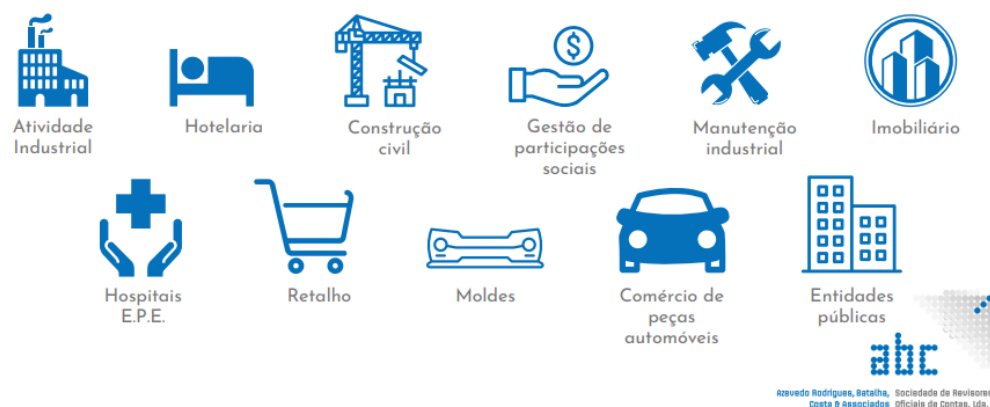 Atividade
Industrial
Hotelaria
Construção
civil
Gestão de
participações
sociais
Manutenção
industrial
Imobiliário
Hospitais
E.P.E.
Retalho
Moldes
Comércio de
peças
automóveis
Entidades
públicas
abc
Azevedo Rodrigues, Batalha,
Costa & Associados
Sociedade de Revisores
Oficiais de Contas, Lda.